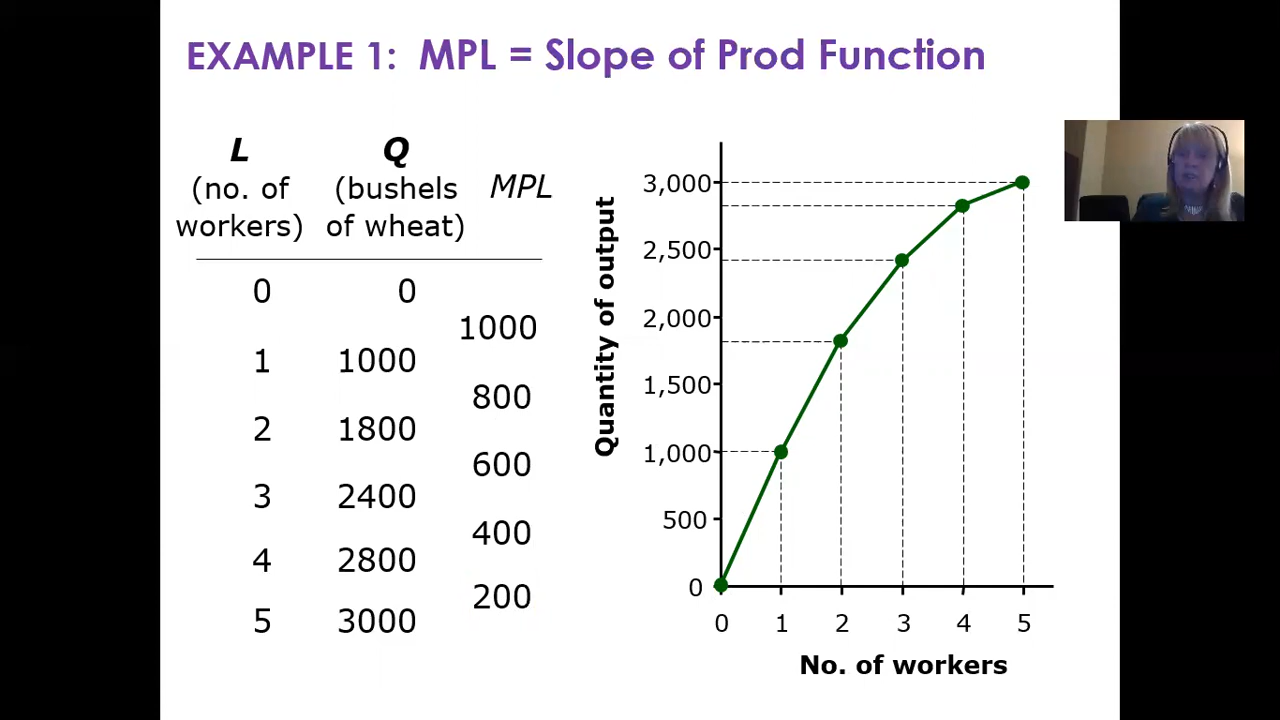 EXAMPLE 1: MPL = Slope of Prod Function
L Q
(no. of (bushels MPL
workers) of wheat)
0 0
1000
1 1000
800
2 1800
600
3 2400
400
4 2800
200
5 3000
Quantity of output
3,000
2,500
2,000
1,500
1,000
500
0
0 1 2 3 4 5
No. of workers